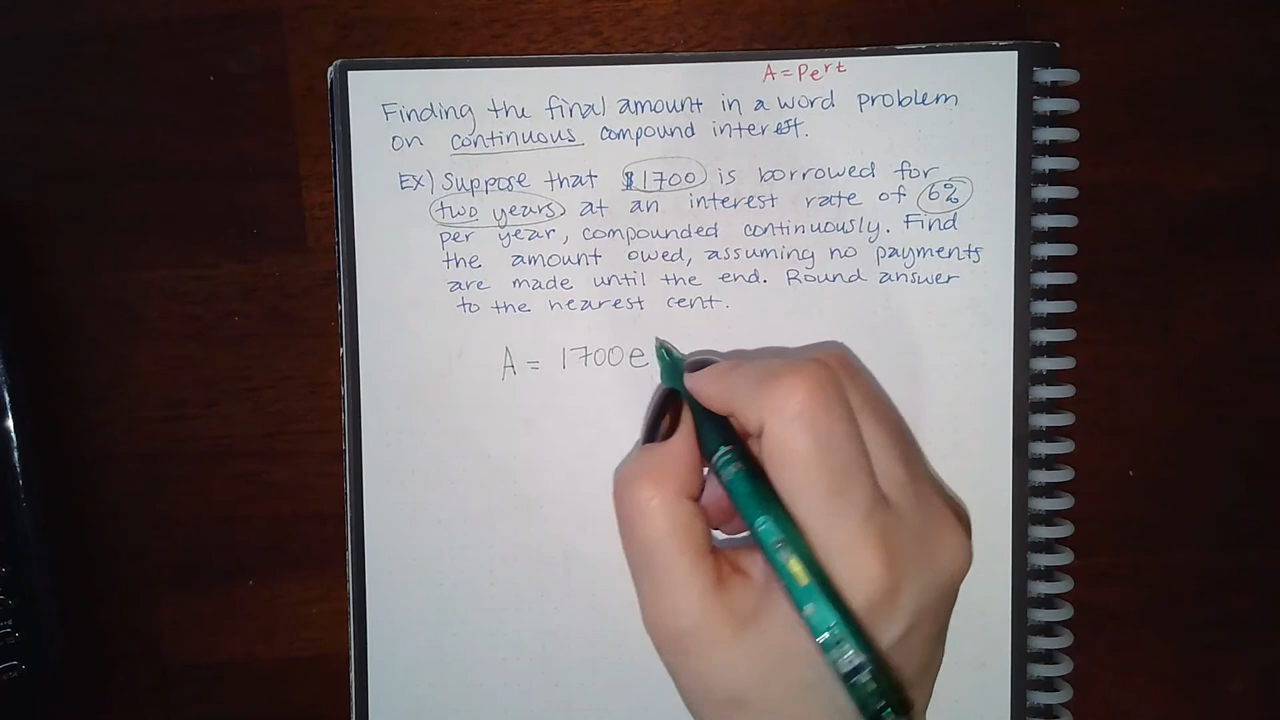 A = Pe^rt
Finding the final amount in a word problem
on continuous compound interest.
EX) Suppose that $1700 is borrowed for
two years at an interest rate of 6%
per year, compounded continuously. Find
the amount owed, assuming no payments
are made until the end. Round answer
to the nearest cent.
A = 1700e